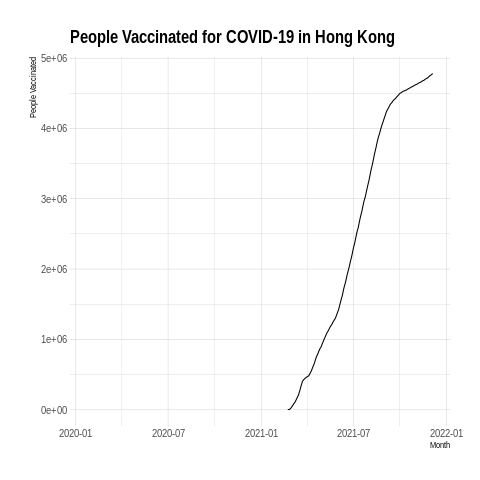 People Vaccinated for COVID-19 in Hong Kong
People Vaccinated
5e+06
4e+06
3e+06
2e+06
1e+06
0e+00
2020-01 2020-07 2021-01 2021-07 2022-01
Month